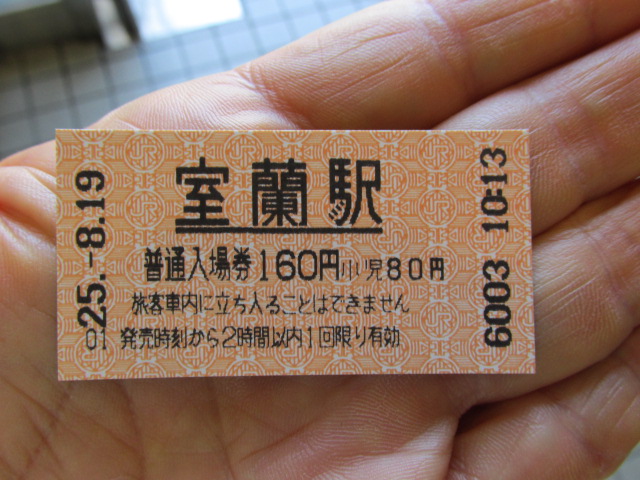 室蘭駅
普通入場券160円小児80円
旅客車内に立ち入ることはできません
01 発売時刻から2時間以内1回限り有効
25.-8.19
6003 10:13